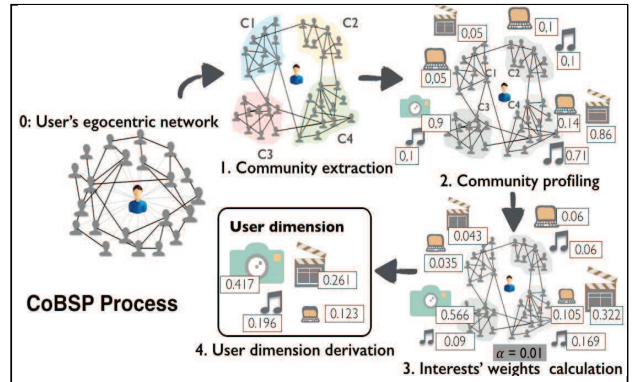 0: User's egocentric network
CoBSP Process
C1
C2
C3
C4
1. Community extraction
0,05
0,1
0,1
0,05
C1
C2
C3
C4
0.9
0,1
0.14
0.86
0.71
2. Community profiling
0.06
0.06
0.043
0.035
0.566
0.09
0.105
0.322
0.169
α = 0.01
3. Interests' weights calculation
User dimension
0.417
0.261
0.196
0.123
4. User dimension derivation